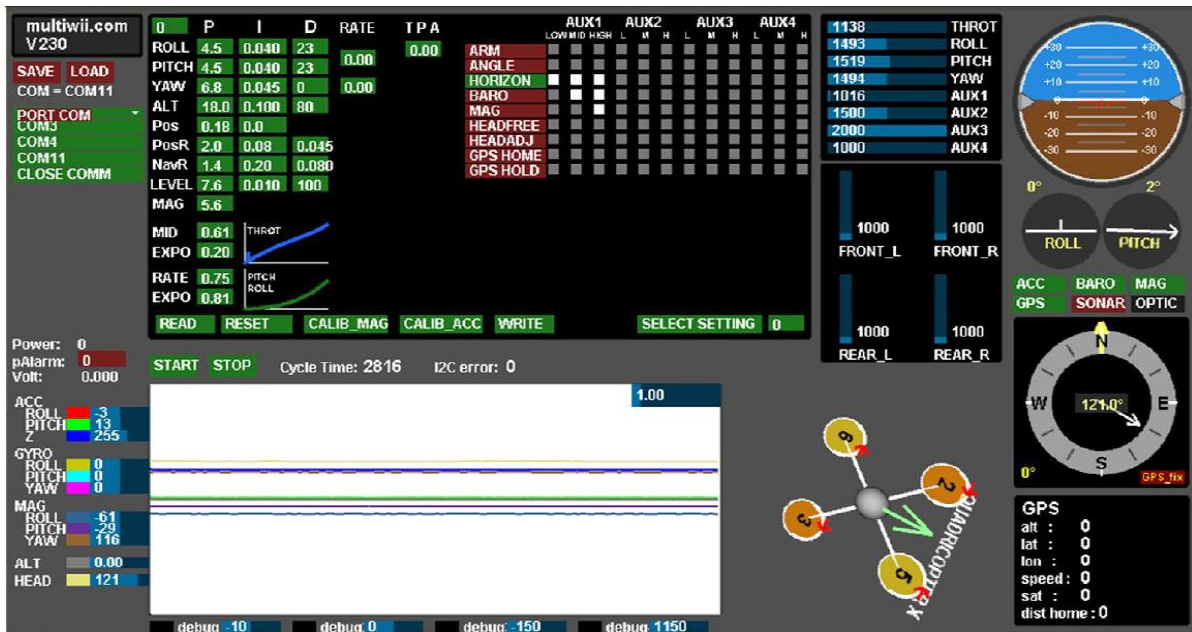 multiwii.com
V230
SAVE LOAD
COM = COM11
PORT COM
COM3
COM4
COM11
CLOSE COMM
0 P I D RATE T P A
ROLL 4.5 0.040 23 0.00
PITCH 4.5 0.040 23 0.00
YAW 6.8 0.045 0 0.00
ALT 18.0 0.100 80
Pos 0.18 0.0
PosR 2.0 0.08 0.045
NavR 1.4 0.20 0.080
LEVEL 7.6 0.010 100
MAG 5.6
MID 0.61 THROT
EXPO 0.20
RATE 0.75 PITCH
EXPO 0.81 ROLL
AUX1 AUX2 AUX3 AUX4
LOW MID HIGH L M H L M H L M H
ARM
ANGLE
HORIZON
BARO
MAG
HEADFREE
HEADADJ
GPS HOME
GPS HOLD
READ RESET CALIB_MAG CALIB_ACC WRITE SELECT SETTING 0
1138 THROT
1493 ROLL
1519 PITCH
1494 YAW
1016 AUX1
1500 AUX2
2000 AUX3
1000 AUX4
1000 1000
FRONT_L FRONT_R
1000 1000
REAR_L REAR_R
+30 +30
+20 +20
+10 +10
0 0
-10 -10
-20 -20
-30 -30
0° 2°
ROLL PITCH
ACC BARO MAG
GPS SONAR OPTIC
N
W 121.0° E
S
0° GPS_fix
GPS
alt : 0
lat : 0
lon : 0
speed : 0
sat : 0
dist home : 0
Power: 0
pAlarm: 0
Volt: 0.000
START STOP Cycle Time: 2816 I2C error: 0
ACC
ROLL -3
PITCH 13
Z 255
GYRO
ROLL 0
PITCH 0
YAW 0
MAG
ROLL -61
PITCH -29
YAW 116
ALT 0.00
HEAD 121
1.00
6
2
3
5
QUADRICOPTER X
debug -10 debug 0 debug -150 debug 1150